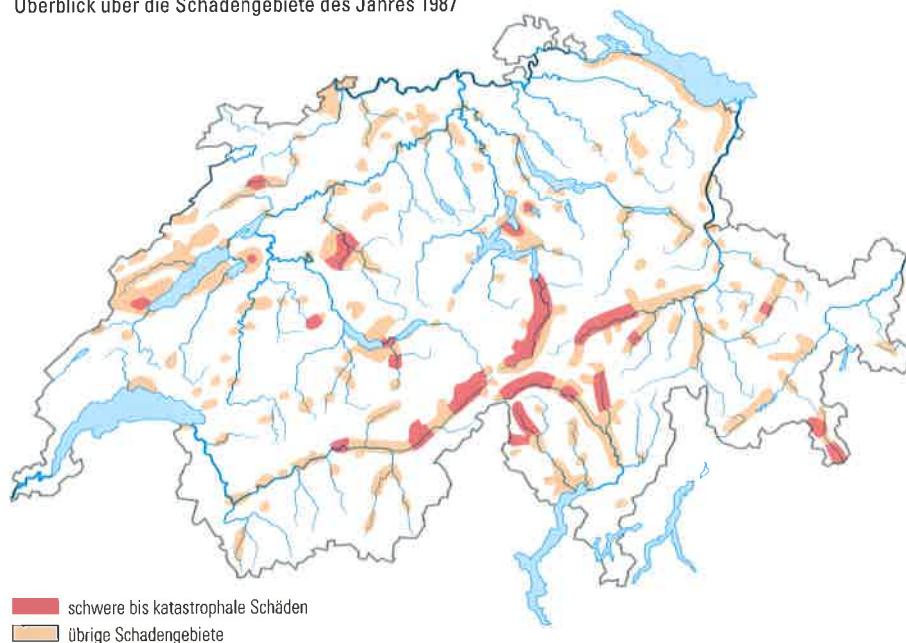 Überblick über die Schadengebiete des Jahres 1987
schwere bis katastrophale Schäden
übrige Schadengebiete